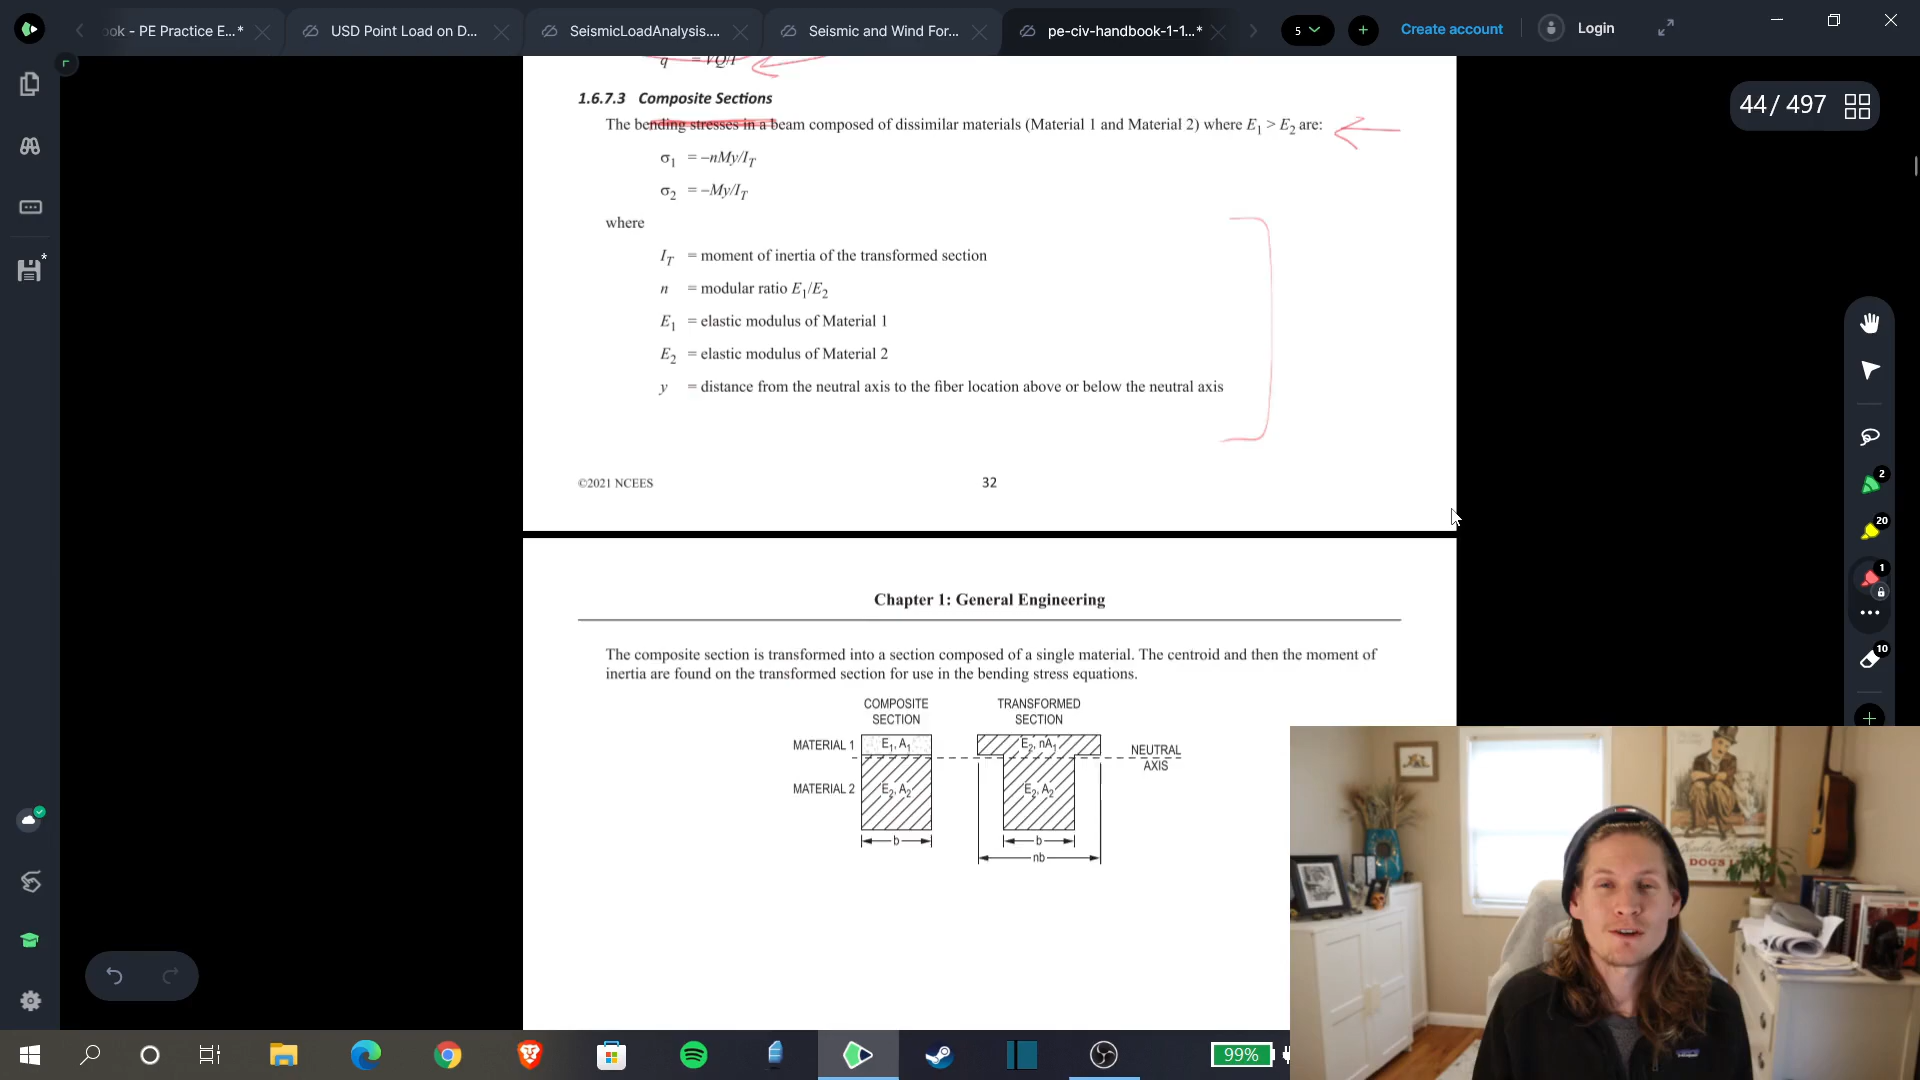 ok - PE Practice E...*
USD Point Load on D...
SeismicLoadAnalysis....
Seismic and Wind For...
pe-civ-handbook-1-1...*
5
Create account
Login
44 / 497
q = VQ/I
1.6.7.3 Composite Sections
The bending stresses in a beam composed of dissimilar materials (Material 1 and Material 2) where E1 > E2 are:
σ1 = –nMy/IT
σ2 = –My/IT
where
IT = moment of inertia of the transformed section
n = modular ratio E1/E2
E1 = elastic modulus of Material 1
E2 = elastic modulus of Material 2
y = distance from the neutral axis to the fiber location above or below the neutral axis
©2021 NCEES
32
2
20
1
10
Chapter 1: General Engineering
The composite section is transformed into a section composed of a single material. The centroid and then the moment of
inertia are found on the transformed section for use in the bending stress equations.
COMPOSITE
SECTION
TRANSFORMED
SECTION
MATERIAL 1
E1, A1
E2, nA1
NEUTRAL
AXIS
MATERIAL 2
E2, A2
E2, A2
b
b
nb
DOG'S
99%